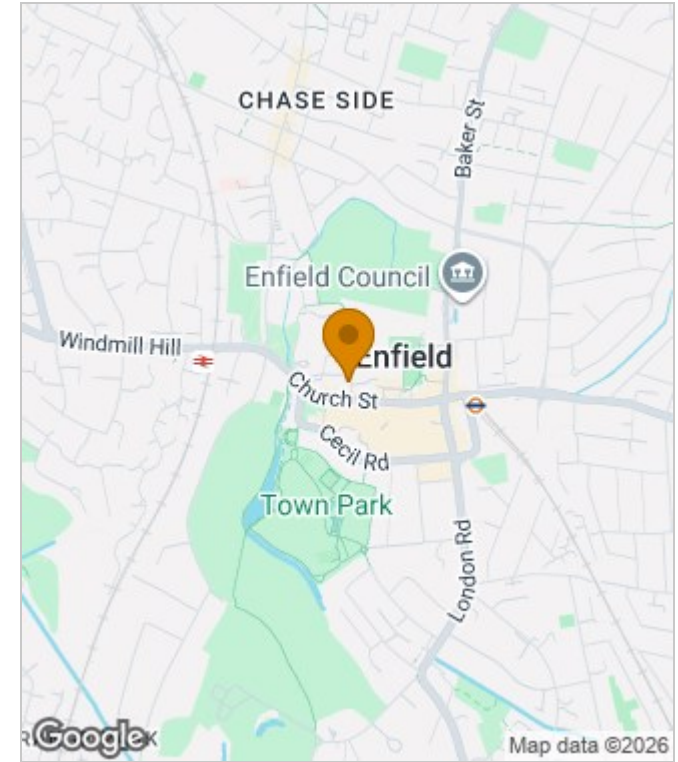 CHASE SIDE
Baker St
Enfield Council
Windmill Hill
Enfield
Church St
Cecil Rd
Town Park
London Rd
Google
Map data ©2026